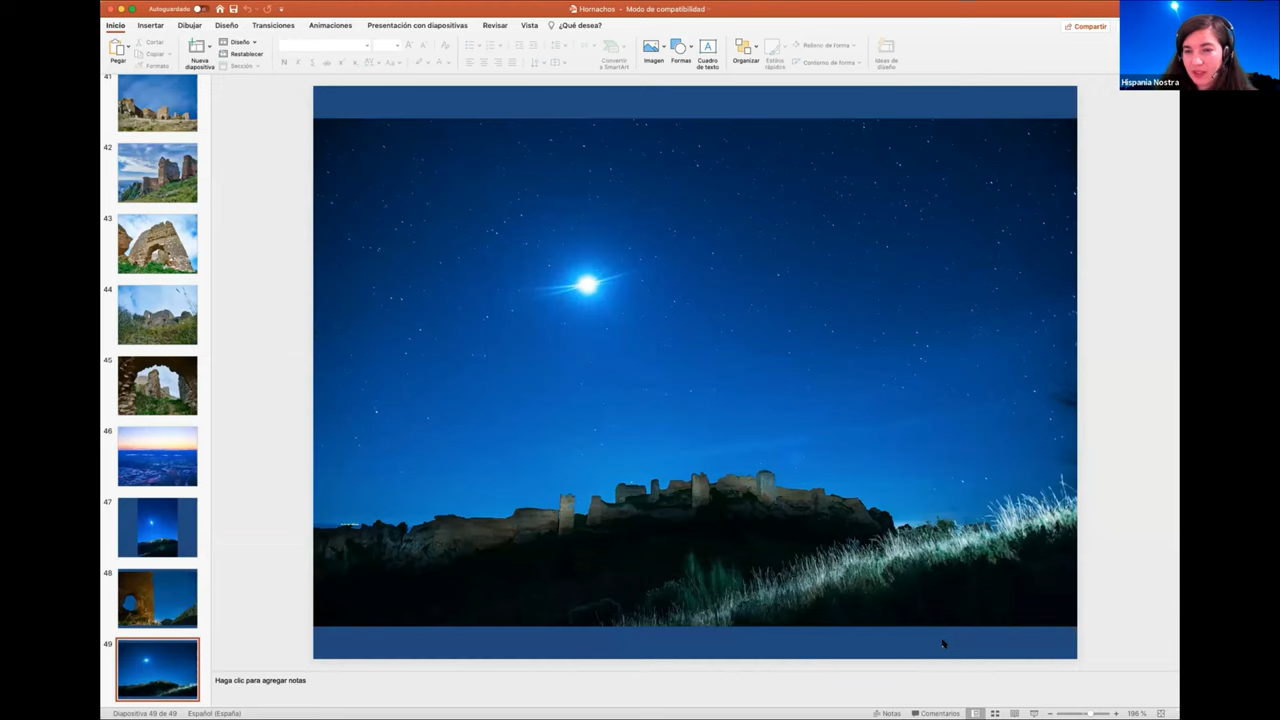 Autoguardado
Hornachos - Modo de compatibilidad
Inicio Insertar Dibujar Diseño Transiciones Animaciones Presentación con diapositivas Revisar Vista ¿Qué desea? Compartir
Pegar
Cortar
Copiar
Formato
Nueva diapositiva
Diseño
Restablecer
Sección
N K S
Convertir a SmartArt
Imagen
Formas
Cuadro de texto
Organizar
Estilos rápidos
Relleno de forma
Contorno de forma
Ideas de diseño
Hispania Nostra
41
42
43
44
45
46
47
48
49
Haga clic para agregar notas
Diapositiva 49 de 49 Español (España) Notas Comentarios 196 %